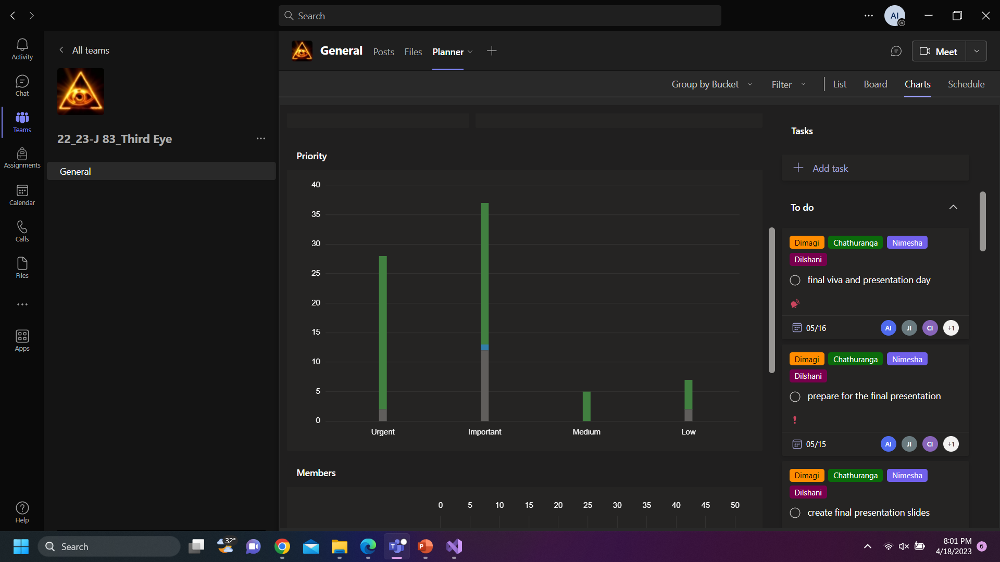 Search
AI
Activity
Chat
Teams
Assignments
Calendar
Calls
Files
Apps
Help
All teams
22_23-J 83_Third Eye
General
General Posts Files Planner
Meet
Group by Bucket Filter List Board Charts Schedule
Priority
40
35
30
25
20
15
10
5
0
Urgent Important Medium Low
Members
0 5 10 15 20 25 30 35 40 45 50
Tasks
Add task
To do
Dimagi Chathuranga Nimesha
Dilshani
final viva and presentation day
05/16 AI JI CI +1
Dimagi Chathuranga Nimesha
Dilshani
prepare for the final presentation
05/15 AI JI CI +1
Dimagi Chathuranga Nimesha
Dilshani
create final presentation slides
Search
32°
8:01 PM
4/18/2023
6